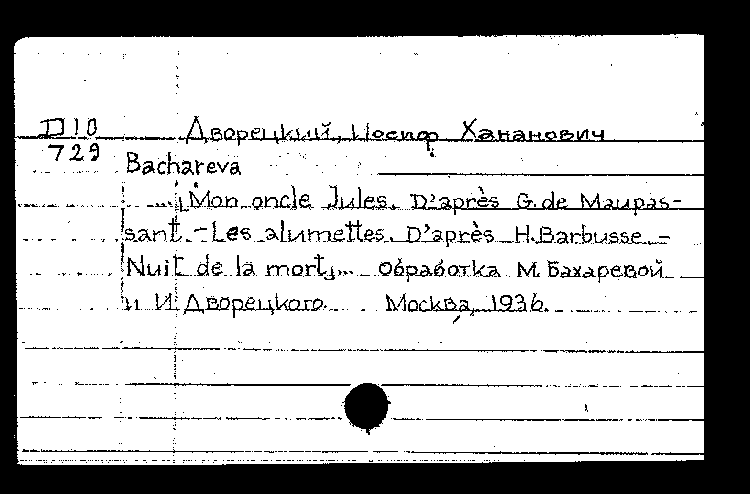 D10 Дворецкий, Иосиф Хананович
729 Bachareva
... Mon oncle Jules. D'après G. de Maupas-
sant. - Les alumettes. D'après H. Barbusse. -
Nuit de la mort,... Обработка М. Бахаревой
и И Дворецкого. Москва, 1936.